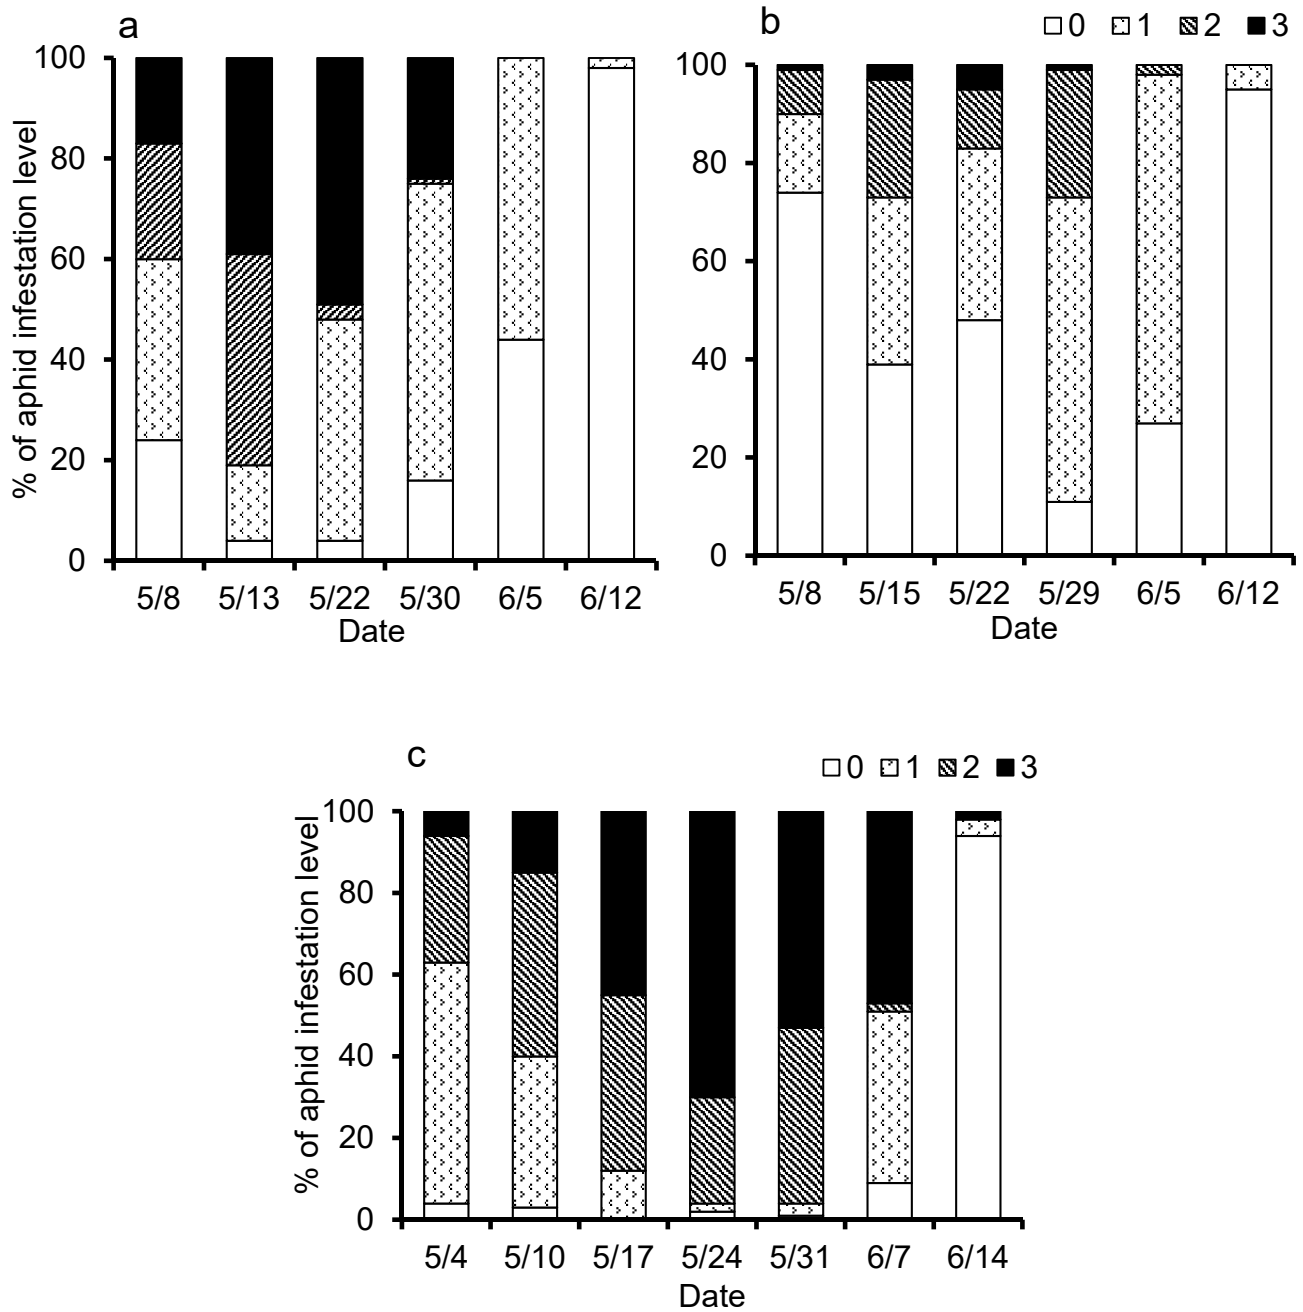 a
100
80
60
40
20
0
% of aphid infestation level
5/8 5/13 5/22 5/30 6/5 6/12
Date
b
0 1 2 3
100
80
60
40
20
0
5/8 5/15 5/22 5/29 6/5 6/12
Date
c
0 1 2 3
100
80
60
40
20
0
% of aphid infestation level
5/4 5/10 5/17 5/24 5/31 6/7 6/14
Date